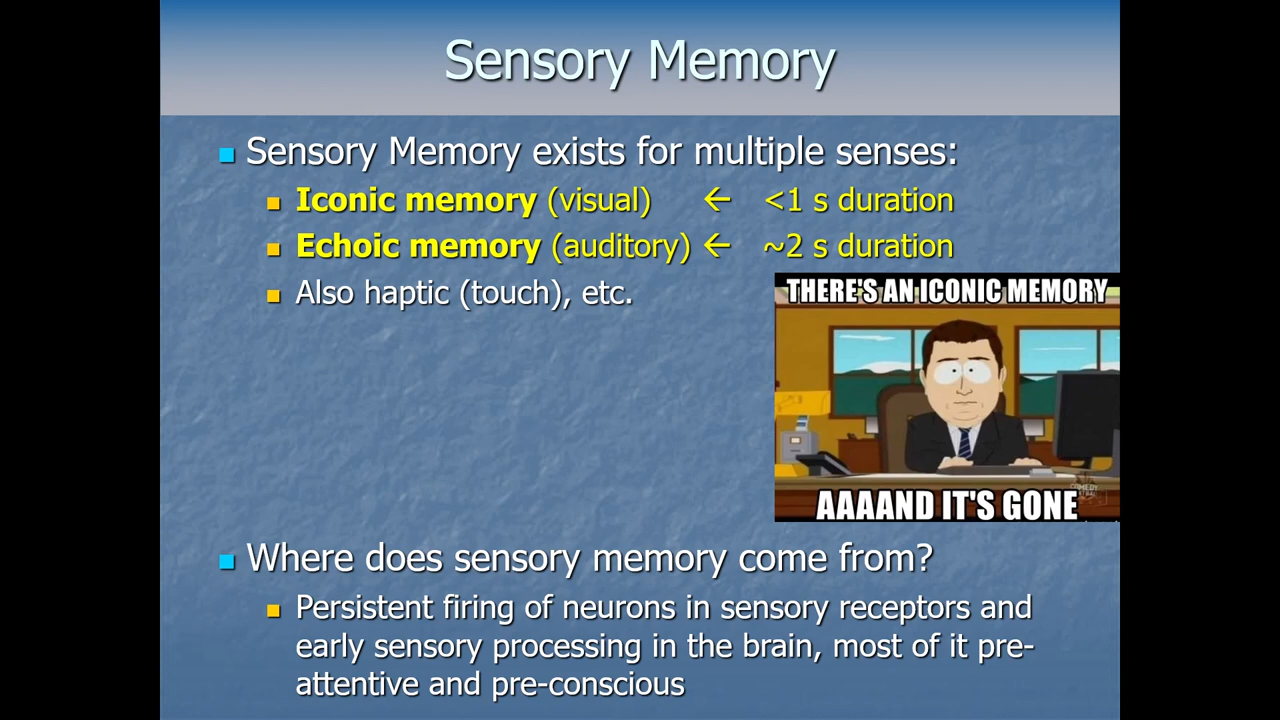 Sensory Memory
Sensory Memory exists for multiple senses:
Iconic memory (visual) ← <1 s duration
Echoic memory (auditory) ← ~2 s duration
Also haptic (touch), etc.
THERE'S AN ICONIC MEMORY
AAAAND IT'S GONE
Where does sensory memory come from?
Persistent firing of neurons in sensory receptors and
early sensory processing in the brain, most of it pre-
attentive and pre-conscious